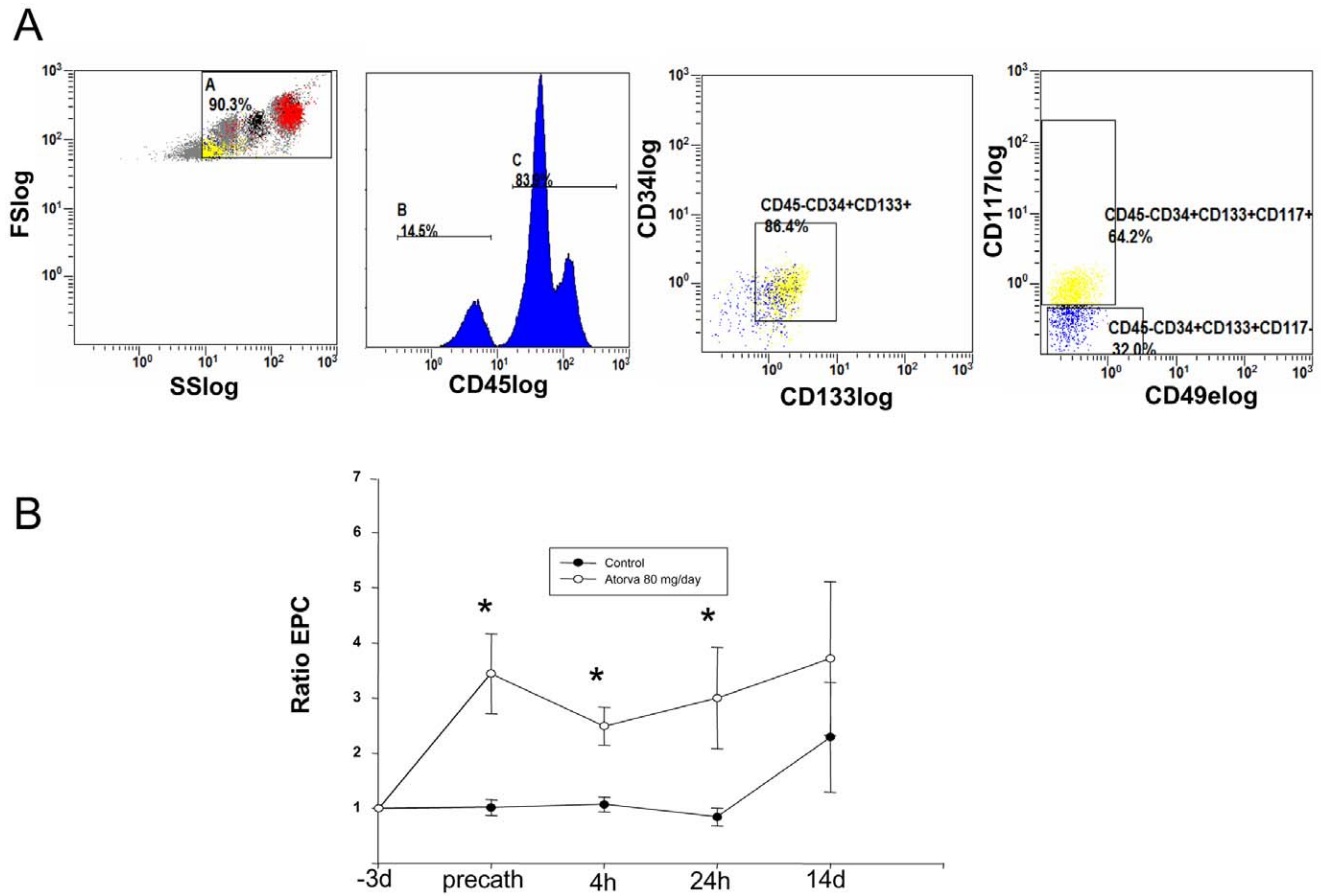 A
10³
10²
10¹
10⁰
FSlog
A
90.3%
10⁰ 10¹ 10² 10³
SSlog
B
14.5%
C
10⁰ 10¹ 10² 10³
CD45log
10³
10²
10¹
10⁰
CD34log
CD45-CD34+CD133+
86.4%
10⁰ 10¹ 10² 10³
CD133log
10³
10²
10¹
10⁰
CD117log
CD45-CD34+CD133+CD117+
64.2%
CD45-CD34+CD133+CD117-
32.0%
10⁰ 10¹ 10² 10³
CD49elog
B
7
6
5
4
3
2
1
Ratio EPC
Control
Atorva 80 mg/day
*
*
*
-3d precath 4h 24h 14d